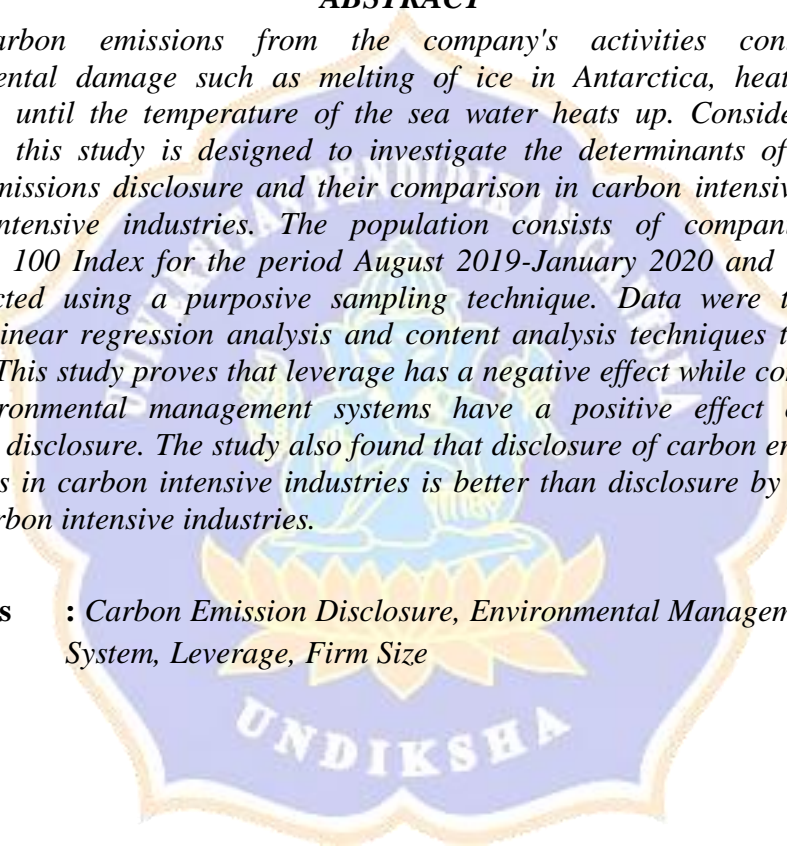 ABSTRACT
arbon emissions from the company's activities con
ental damage such as melting of ice in Antarctica, heat
until the temperature of the sea water heats up. Conside
this study is designed to investigate the determinants of
missions disclosure and their comparison in carbon intensiv
ntensive industries. The population consists of compan
100 Index for the period August 2019-January 2020 and
cted using a purposive sampling technique. Data were t
inear regression analysis and content analysis techniques t
This study proves that leverage has a negative effect while co
ronmental management systems have a positive effect
disclosure. The study also found that disclosure of carbon en
s in carbon intensive industries is better than disclosure by
rbon intensive industries.
s : Carbon Emission Disclosure, Environmental Managem
System, Leverage, Firm Size
UNDIKSHA